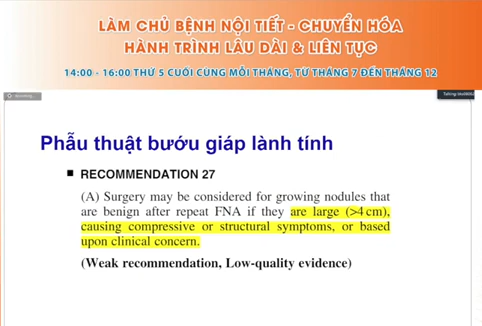 LÀM CHỦ BỆNH NỘI TIẾT - CHUYỂN HÓA
HÀNH TRÌNH LÂU DÀI & LIÊN TỤC
14:00 - 16:00 THỨ 5 CUỐI CÙNG MỖI THÁNG, TỪ THÁNG 7 ĐẾN THÁNG 12
Phẫu thuật bướu giáp lành tính
■ RECOMMENDATION 27
(A) Surgery may be considered for growing nodules that
are benign after repeat FNA if they are large (>4 cm),
causing compressive or structural symptoms, or based
upon clinical concern.
(Weak recommendation, Low-quality evidence)